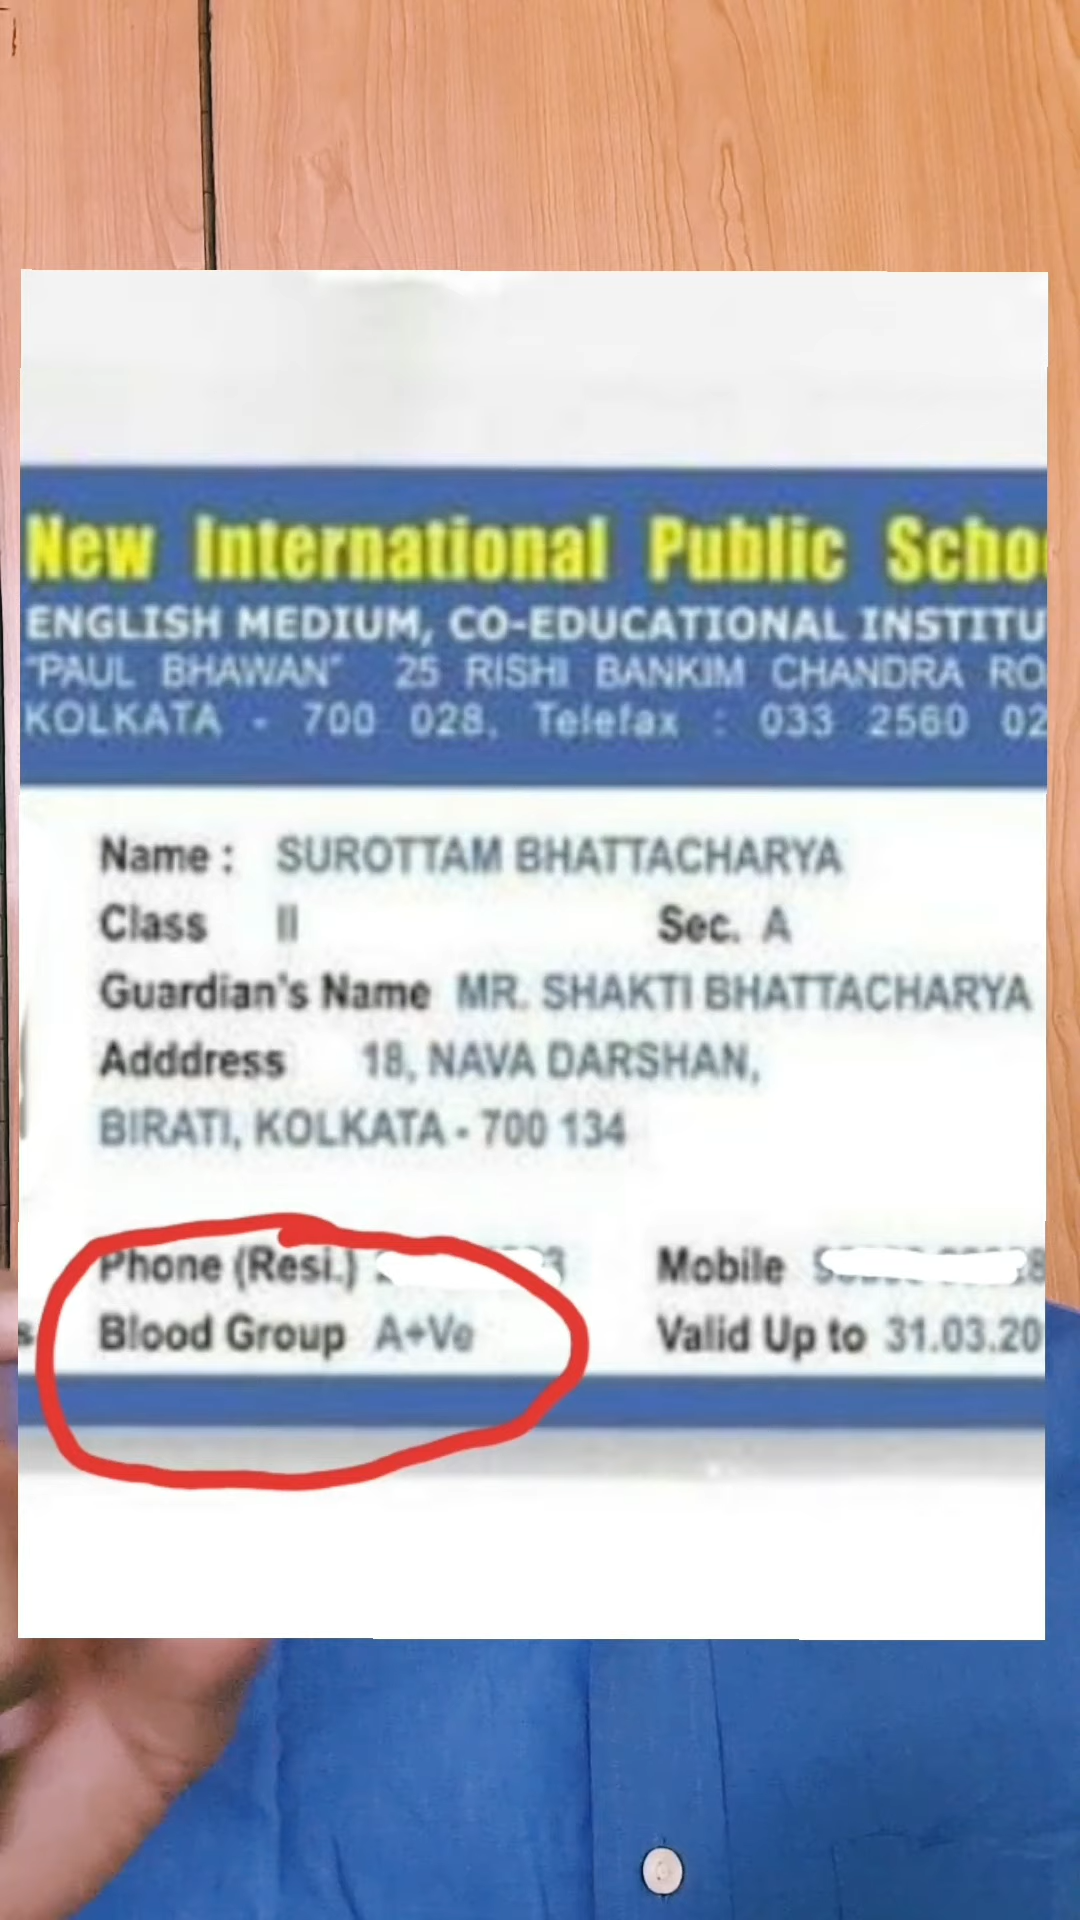 New International Public Schoo
ENGLISH MEDIUM, CO-EDUCATIONAL INSTITU
"PAUL BHAWAN" 25 RISHI BANKIM CHANDRA RO
KOLKATA - 700 028, Telefax : 033 2560 02
Name : SUROTTAM BHATTACHARYA
Class II Sec. A
Guardian's Name MR. SHAKTI BHATTACHARYA
Adddress 18, NAVA DARSHAN,
BIRATI, KOLKATA - 700 134
Phone (Resi.) Mobile
Blood Group A+Ve Valid Up to 31.03.20